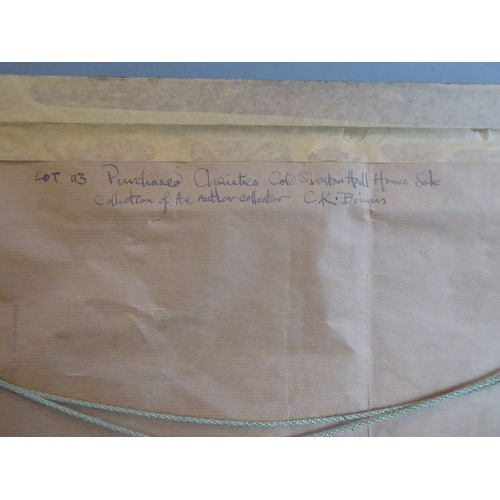 LOT 113 Purchased Christies Cold Overton Hall House Sale
collection of the author collector C.K. Binns